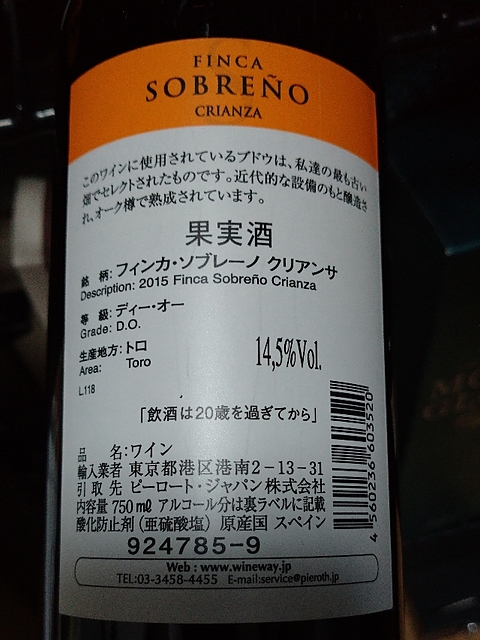 FINCA
SOBREÑO
CRIANZA
このワインに使用されているブドウは、私達の最も古い
畑でセレクトされたものです。近代的な設備のもと醸造さ
れ、オーク樽で熟成されています。
果実酒
銘 柄: フィンカ・ソブレーノ クリアンサ
Description: 2015 Finca Sobreño Crianza
等 級: ディー・オー
Grade: D.O.
生産地方: トロ
Area: Toro
14,5%Vol.
L.118
「飲酒は20歳を過ぎてから」
品 名:ワイン
輸入業者 東京都港区港南2-13-31
引 取 先 ピーロート・ジャパン株式会社
内容量 750㎖ アルコール分は裏ラベルに記載
酸化防止剤(亜硫酸塩) 原産国 スペイン
924785-9
Web : www.wineway.jp
TEL:03-3458-4455 E-mail:service@pieroth.jp
4 560236 603520